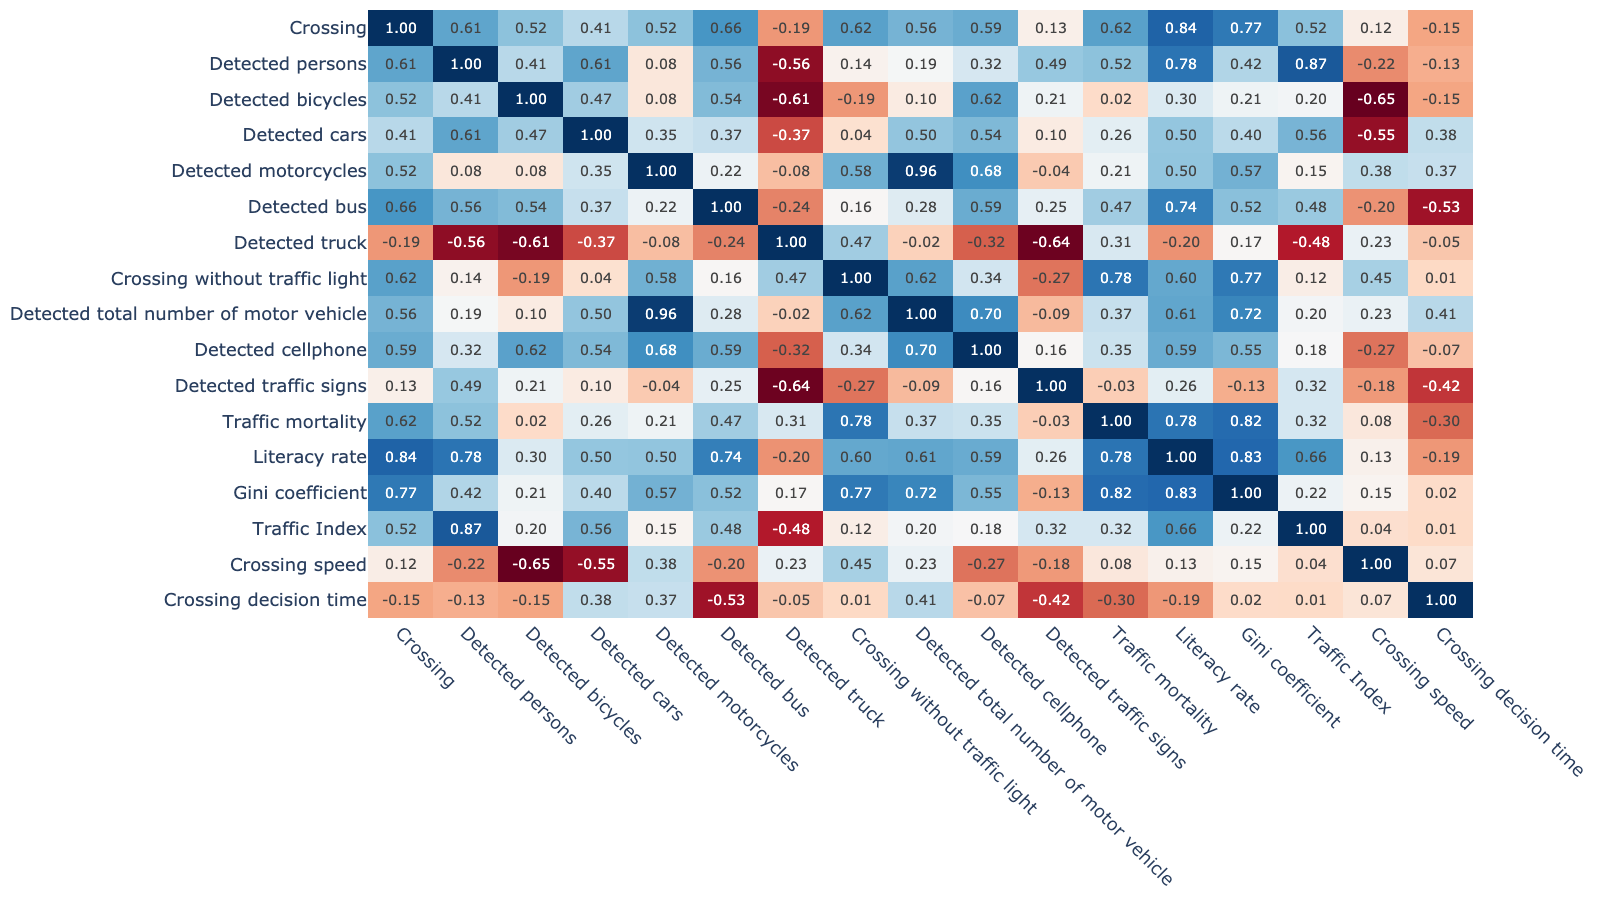 Crossing 1.00 0.61 0.52 0.41 0.52 0.66 -0.19 0.62 0.56 0.59 0.13 0.62 0.84 0.77 0.52 0.12 -0.15
Detected persons 0.61 1.00 0.41 0.61 0.08 0.56 -0.56 0.14 0.19 0.32 0.49 0.52 0.78 0.42 0.87 -0.22 -0.13
Detected bicycles 0.52 0.41 1.00 0.47 0.08 0.54 -0.61 -0.19 0.10 0.62 0.21 0.02 0.30 0.21 0.20 -0.65 -0.15
Detected cars 0.41 0.61 0.47 1.00 0.35 0.37 -0.37 0.04 0.50 0.54 0.10 0.26 0.50 0.40 0.56 -0.55 0.38
Detected motorcycles 0.52 0.08 0.08 0.35 1.00 0.22 -0.08 0.58 0.96 0.68 -0.04 0.21 0.50 0.57 0.15 0.38 0.37
Detected bus 0.66 0.56 0.54 0.37 0.22 1.00 -0.24 0.16 0.28 0.59 0.25 0.47 0.74 0.52 0.48 -0.20 -0.53
Detected truck -0.19 -0.56 -0.61 -0.37 -0.08 -0.24 1.00 0.47 -0.02 -0.32 -0.64 0.31 -0.20 0.17 -0.48 0.23 -0.05
Crossing without traffic light 0.62 0.14 -0.19 0.04 0.58 0.16 0.47 1.00 0.62 0.34 -0.27 0.78 0.60 0.77 0.12 0.45 0.01
Detected total number of motor vehicle 0.56 0.19 0.10 0.50 0.96 0.28 -0.02 0.62 1.00 0.70 -0.09 0.37 0.61 0.72 0.20 0.23 0.41
Detected cellphone 0.59 0.32 0.62 0.54 0.68 0.59 -0.32 0.34 0.70 1.00 0.16 0.35 0.59 0.55 0.18 -0.27 -0.07
Detected traffic signs 0.13 0.49 0.21 0.10 -0.04 0.25 -0.64 -0.27 -0.09 0.16 1.00 -0.03 0.26 -0.13 0.32 -0.18 -0.42
Traffic mortality 0.62 0.52 0.02 0.26 0.21 0.47 0.31 0.78 0.37 0.35 -0.03 1.00 0.78 0.82 0.32 0.08 -0.30
Literacy rate 0.84 0.78 0.30 0.50 0.50 0.74 -0.20 0.60 0.61 0.59 0.26 0.78 1.00 0.83 0.66 0.13 -0.19
Gini coefficient 0.77 0.42 0.21 0.40 0.57 0.52 0.17 0.77 0.72 0.55 -0.13 0.82 0.83 1.00 0.22 0.15 0.02
Traffic Index 0.52 0.87 0.20 0.56 0.15 0.48 -0.48 0.12 0.20 0.18 0.32 0.32 0.66 0.22 1.00 0.04 0.01
Crossing speed 0.12 -0.22 -0.65 -0.55 0.38 -0.20 0.23 0.45 0.23 -0.27 -0.18 0.08 0.13 0.15 0.04 1.00 0.07
Crossing decision time -0.15 -0.13 -0.15 0.38 0.37 -0.53 -0.05 0.01 0.41 -0.07 -0.42 -0.30 -0.19 0.02 0.01 0.07 1.00
Crossing
Detected persons
Detected bicycles
Detected cars
Detected motorcycles
Detected bus
Detected truck
Crossing without traffic light
Detected total number of motor vehicle
Detected cellphone
Detected traffic signs
Traffic mortality
Literacy rate
Gini coefficient
Traffic Index
Crossing speed
Crossing decision time